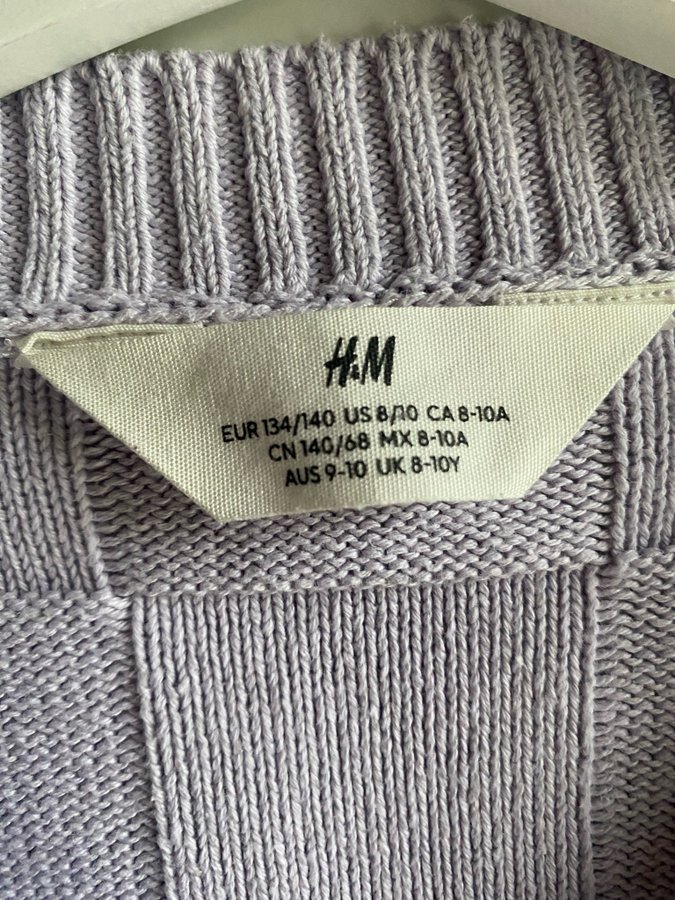 H&M
EUR 134/140 US 8/10 CA 8-10A
CN 140/68 MX 8-10A
AUS 9-10 UK 8-10Y